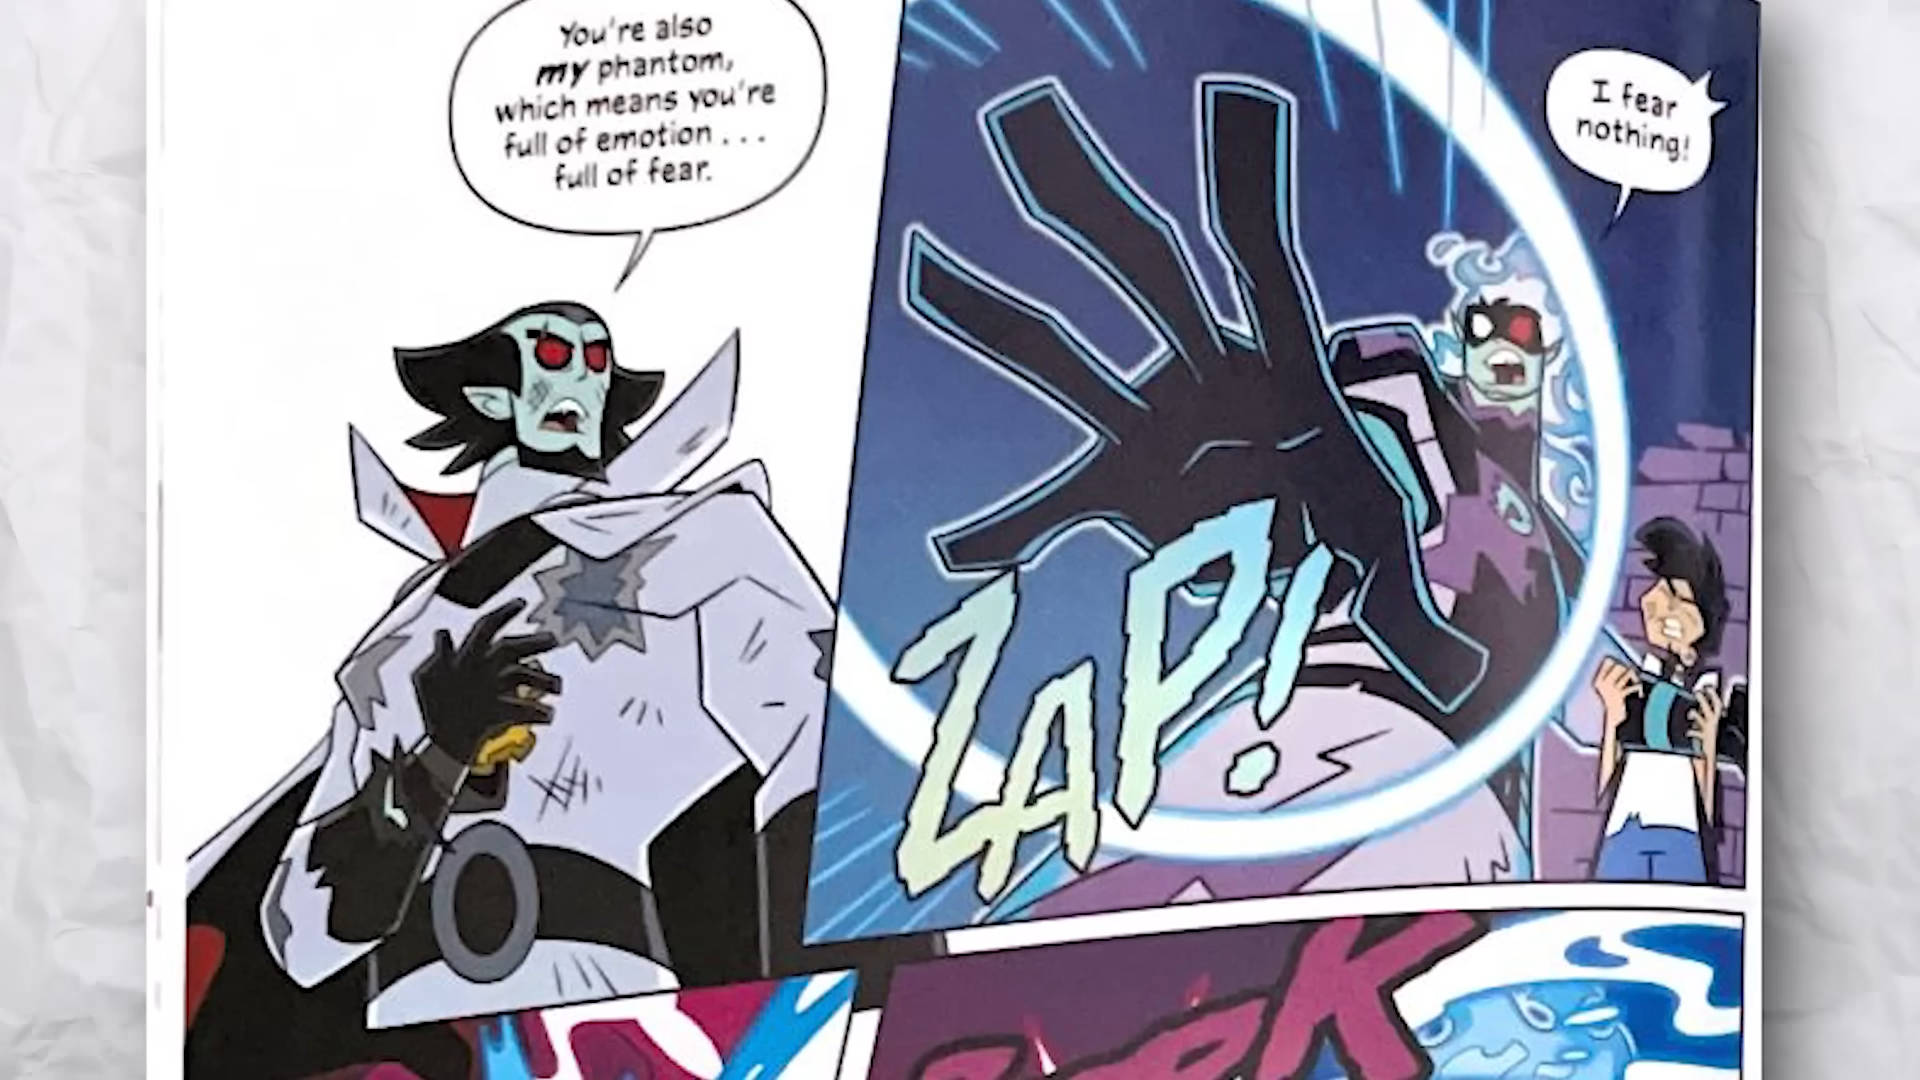 You're also
my phantom,
which means you're
full of emotion . . .
full of fear.
I fear
nothing!
ZAP!